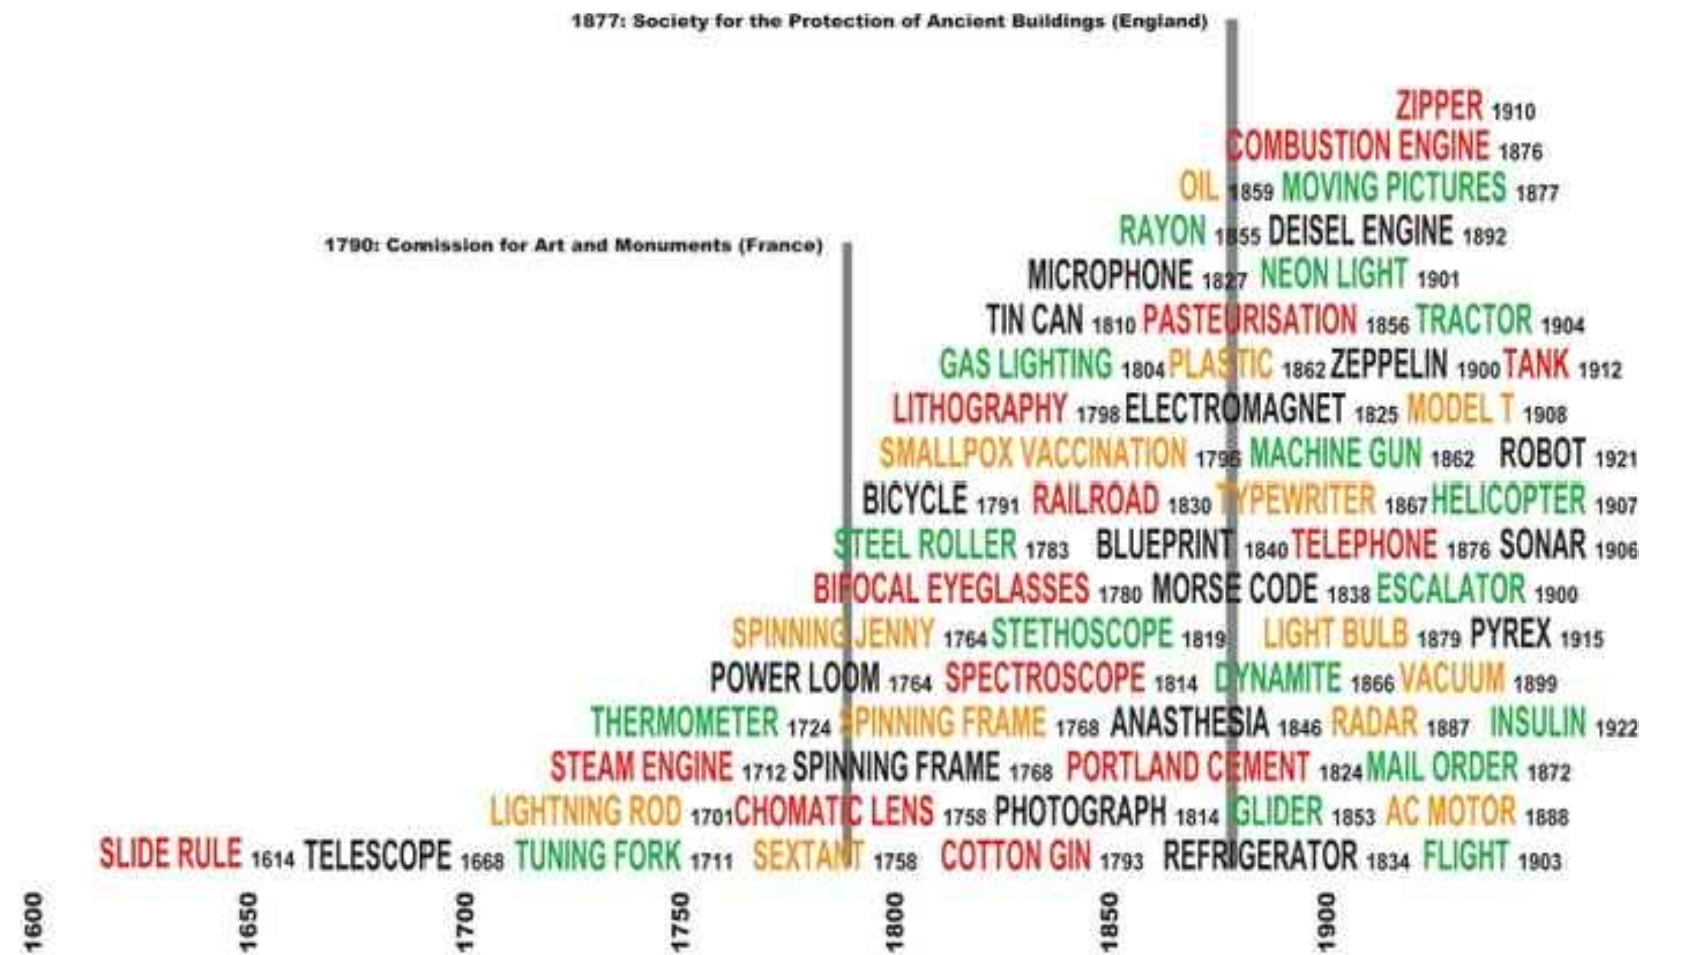 1877: Society for the Protection of Ancient Buildings (England)
ZIPPER 1910
COMBUSTION ENGINE 1876
OIL 1859 MOVING PICTURES 1877
RAYON 1855 DEISEL ENGINE 1892
1790: Comission for Art and Monuments (France)
MICROPHONE 1827 NEON LIGHT 1901
TIN CAN 1810 PASTEURISATION 1856 TRACTOR 1904
GAS LIGHTING 1804 PLASTIC 1862 ZEPPELIN 1900 TANK 1912
LITHOGRAPHY 1798 ELECTROMAGNET 1825 MODEL T 1908
SMALLPOX VACCINATION 1796 MACHINE GUN 1862 ROBOT 1921
BICYCLE 1791 RAILROAD 1830 TYPEWRITER 1867 HELICOPTER 1907
STEEL ROLLER 1783 BLUEPRINT 1840 TELEPHONE 1876 SONAR 1906
BIFOCAL EYEGLASSES 1780 MORSE CODE 1838 ESCALATOR 1900
SPINNING JENNY 1764 STETHOSCOPE 1819 LIGHT BULB 1879 PYREX 1915
POWER LOOM 1764 SPECTROSCOPE 1814 DYNAMITE 1866 VACUUM 1899
THERMOMETER 1724 SPINNING FRAME 1768 ANASTHESIA 1846 RADAR 1887 INSULIN 1922
STEAM ENGINE 1712 SPINNING FRAME 1768 PORTLAND CEMENT 1824 MAIL ORDER 1872
LIGHTNING ROD 1701 CHOMATIC LENS 1758 PHOTOGRAPH 1814 GLIDER 1853 AC MOTOR 1888
SLIDE RULE 1614 TELESCOPE 1668 TUNING FORK 1711 SEXTANT 1758 COTTON GIN 1793 REFRIGERATOR 1834 FLIGHT 1903
1600 1650 1700 1750 1800 1850 1900